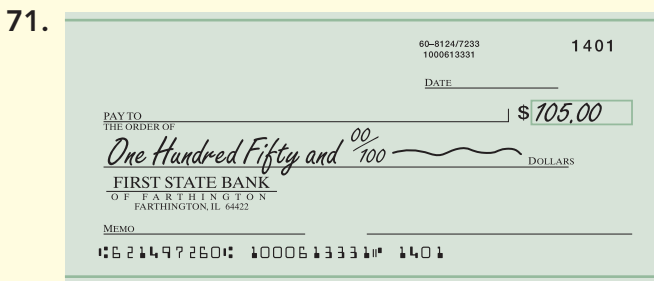 71.
60–8124/7233 1401
1000613331
DATE
PAY TO $ 105.00
THE ORDER OF
One Hundred Fifty and 00/100 DOLLARS
FIRST STATE BANK
OF FARTHINGTON
FARTHINGTON, IL 64422
MEMO
⑆621497260⑆ 1000613331⑈ 1401